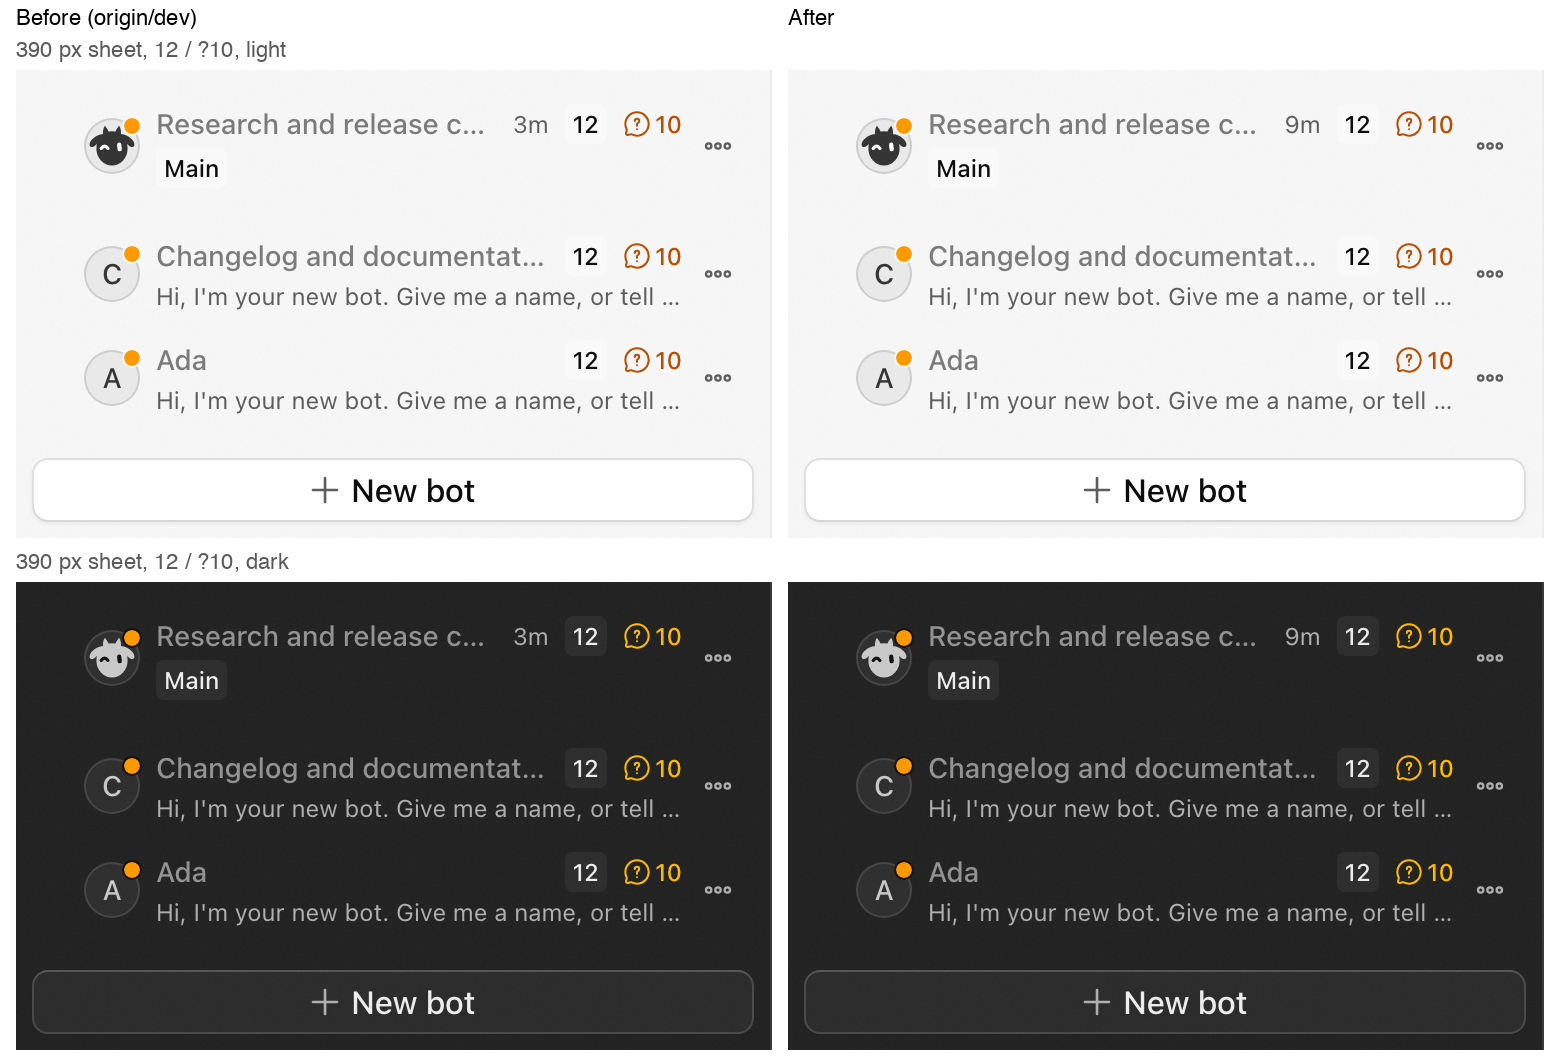 Before (origin/dev)
After
390 px sheet, 12 / ?10, light
Research and release c... 3m 12 ? 10
Main
C Changelog and documentat... 12 ? 10
Hi, I'm your new bot. Give me a name, or tell ...
A Ada 12 ? 10
Hi, I'm your new bot. Give me a name, or tell ...
+ New bot
Research and release c... 9m 12 ? 10
Main
C Changelog and documentat... 12 ? 10
Hi, I'm your new bot. Give me a name, or tell ...
A Ada 12 ? 10
Hi, I'm your new bot. Give me a name, or tell ...
+ New bot
390 px sheet, 12 / ?10, dark
Research and release c... 3m 12 ? 10
Main
C Changelog and documentat... 12 ? 10
Hi, I'm your new bot. Give me a name, or tell ...
A Ada 12 ? 10
Hi, I'm your new bot. Give me a name, or tell ...
+ New bot
Research and release c... 9m 12 ? 10
Main
C Changelog and documentat... 12 ? 10
Hi, I'm your new bot. Give me a name, or tell ...
A Ada 12 ? 10
Hi, I'm your new bot. Give me a name, or tell ...
+ New bot